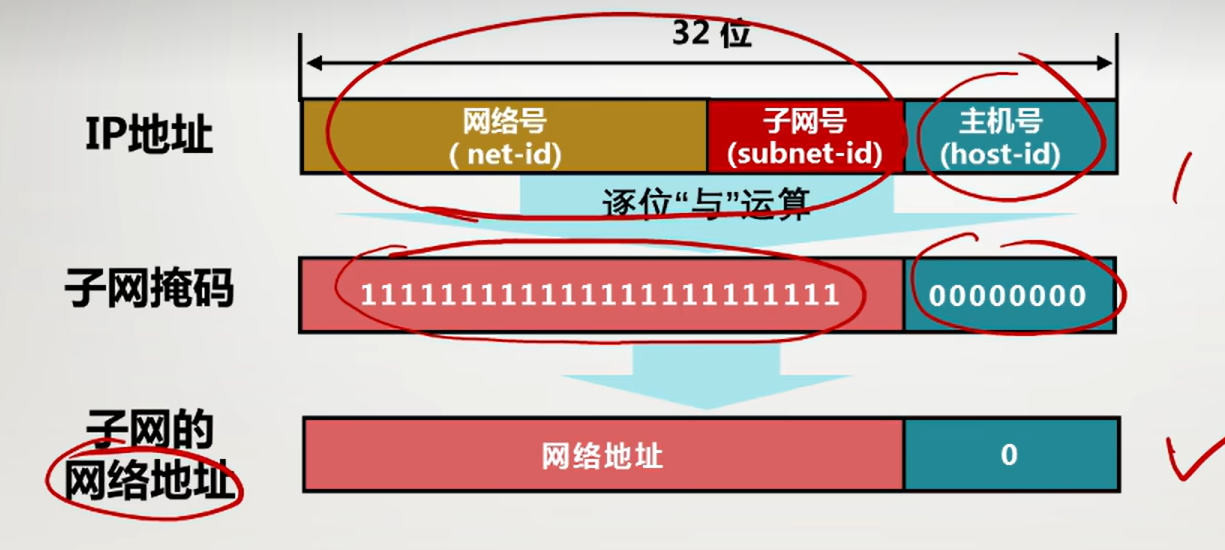 32 位
IP地址
网络号
( net-id)
子网号
(subnet-id)
主机号
(host-id)
逐位“与”运算
子网掩码
111111111111111111111111
00000000
子网的
网络地址
网络地址
0